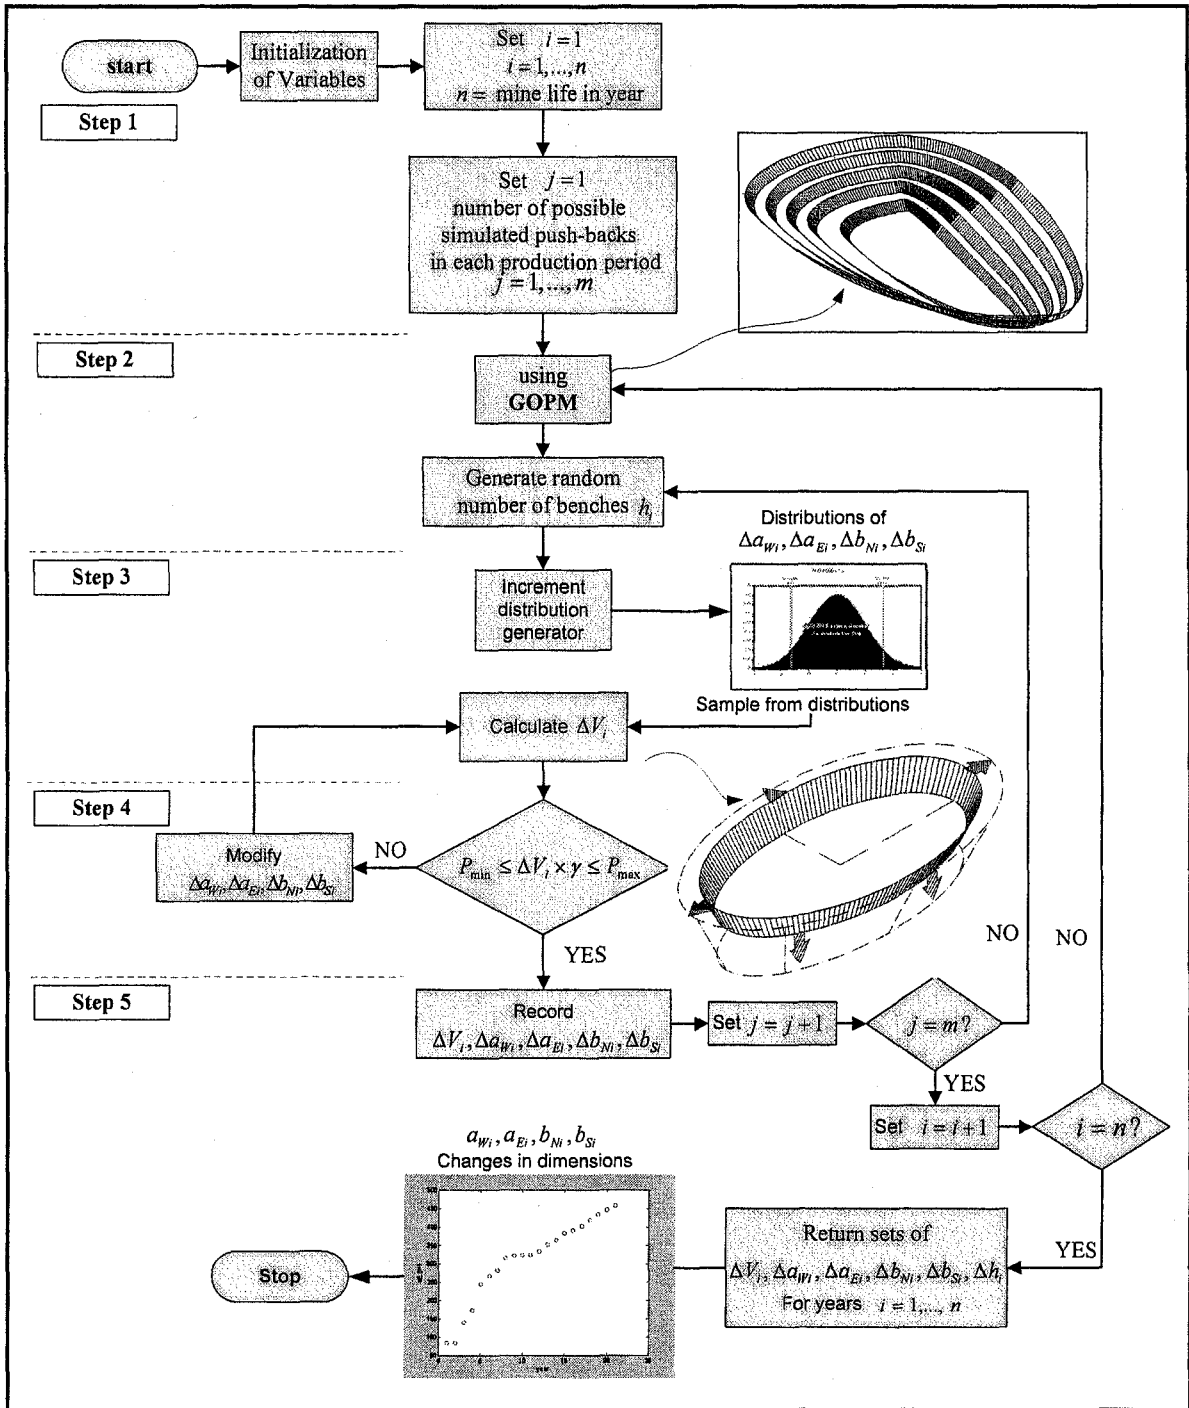 start
Initialization
of Variables
Set i = 1
i = 1,...,n
n = mine life in year
Step 1
Set j = 1
number of possible
simulated push-backs
in each production period
j = 1,...,m
Step 2
using
GOPM
Generate random
number of benches h_i
Distributions of
Δa_Wi, Δa_Ei, Δb_Ni, Δb_Si
Step 3
Increment
distribution
generator
Sample from distributions
Calculate ΔV_i
Step 4
Modify
Δa_Wi, Δa_Ei, Δb_Ni, Δb_Si
NO
P_min ≤ ΔV_i × γ ≤ P_max
YES
NO
NO
Step 5
Record
ΔV_i, Δa_Wi, Δa_Ei, Δb_Ni, Δb_Si
Set j = j+1
j = m?
YES
Set i = i+1
i = n?
YES
a_Wi, a_Ei, b_Ni, b_Si
Changes in dimensions
Return sets of
ΔV_i, Δa_Wi, Δa_Ei, Δb_Ni, Δb_Si, Δh_i
For years i = 1,..., n
Stop